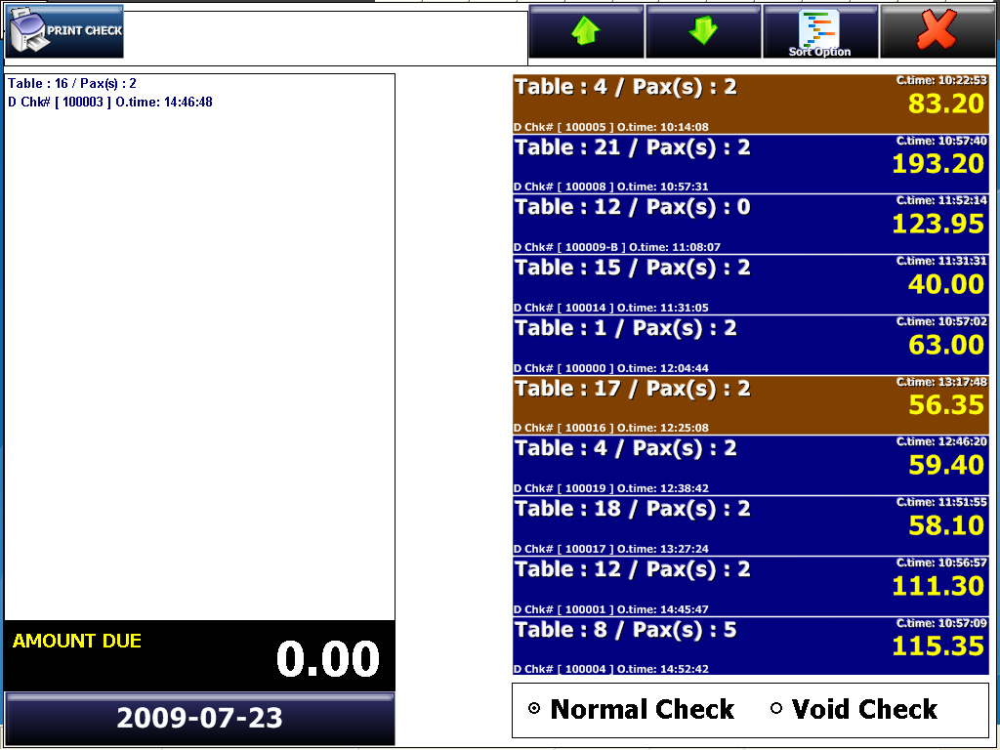 PRINT CHECK
Sort Option
Table : 16 / Pax(s) : 2
D Chk# [ 100003 ] O.time: 14:46:48
AMOUNT DUE
0.00
2009-07-23
Table : 4 / Pax(s) : 2
C.time: 10:22:53
83.20
D Chk# [ 100005 ] O.time: 10:14:08
Table : 21 / Pax(s) : 2
C.time: 10:57:40
193.20
D Chk# [ 100008 ] O.time: 10:57:31
Table : 12 / Pax(s) : 0
C.time: 11:52:14
123.95
D Chk# [ 100009-B ] O.time: 11:08:07
Table : 15 / Pax(s) : 2
C.time: 11:31:31
40.00
D Chk# [ 100014 ] O.time: 11:31:05
Table : 1 / Pax(s) : 2
C.time: 10:57:02
63.00
D Chk# [ 100000 ] O.time: 12:04:44
Table : 17 / Pax(s) : 2
C.time: 13:17:48
56.35
D Chk# [ 100016 ] O.time: 12:25:08
Table : 4 / Pax(s) : 2
C.time: 12:46:20
59.40
D Chk# [ 100019 ] O.time: 12:38:42
Table : 18 / Pax(s) : 2
C.time: 11:51:55
58.10
D Chk# [ 100017 ] O.time: 13:27:24
Table : 12 / Pax(s) : 2
C.time: 10:56:57
111.30
D Chk# [ 100001 ] O.time: 14:45:47
Table : 8 / Pax(s) : 5
C.time: 10:57:09
115.35
D Chk# [ 100004 ] O.time: 14:52:42
Normal Check
Void Check